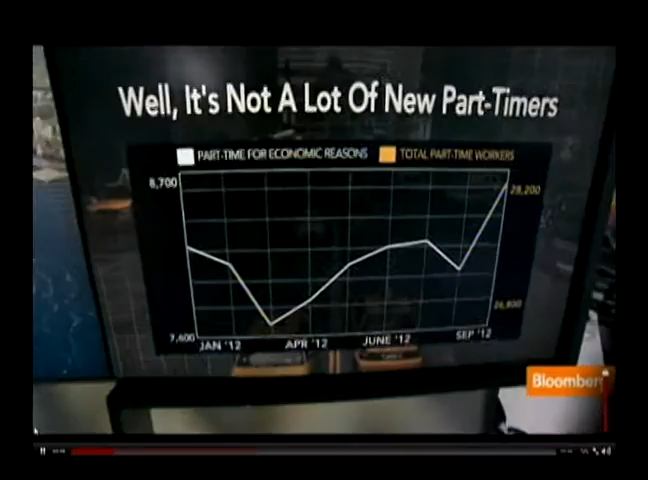 Well, It's Not A Lot Of New Part-Timers
PART-TIME FOR ECONOMIC REASONS TOTAL PART-TIME WORKERS
8,700
28,200
26,800
7,600
JAN '12 APR '12 JUNE '12 SEP '12
Bloomberg